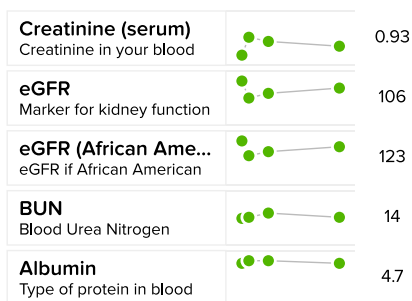 Creatinine (serum)
Creatinine in your blood
0.93
eGFR
Marker for kidney function
106
eGFR (African Ame...
eGFR if African American
123
BUN
Blood Urea Nitrogen
14
Albumin
Type of protein in blood
4.7